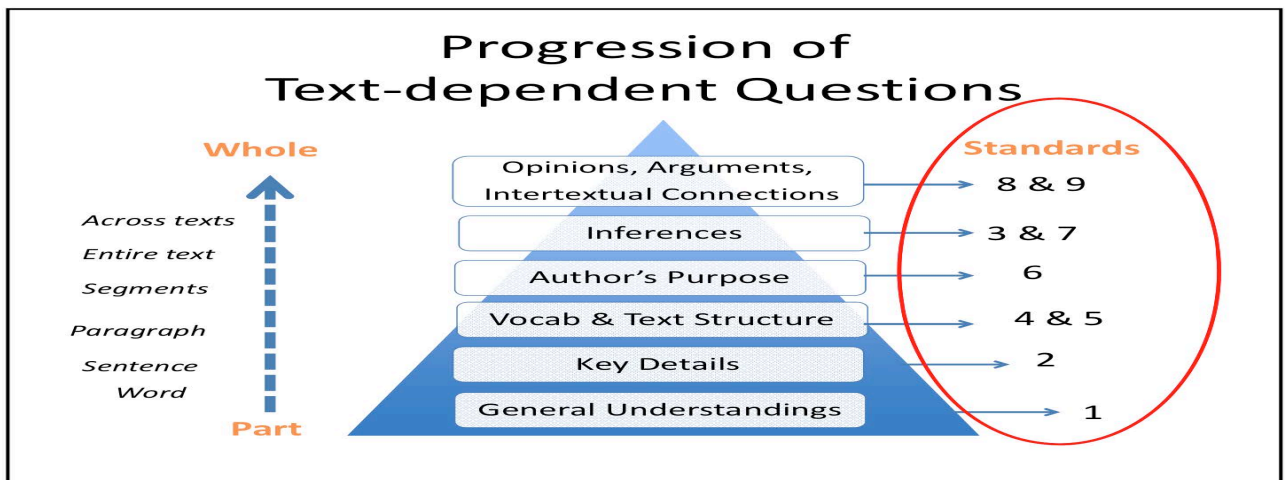 Progression of
Text-dependent Questions
Whole
Across texts
Entire text
Segments
Paragraph
Sentence
Word
Part
Opinions, Arguments,
Intertextual Connections
Inferences
Author's Purpose
Vocab & Text Structure
Key Details
General Understandings
Standards
8 & 9
3 & 7
6
4 & 5
2
1